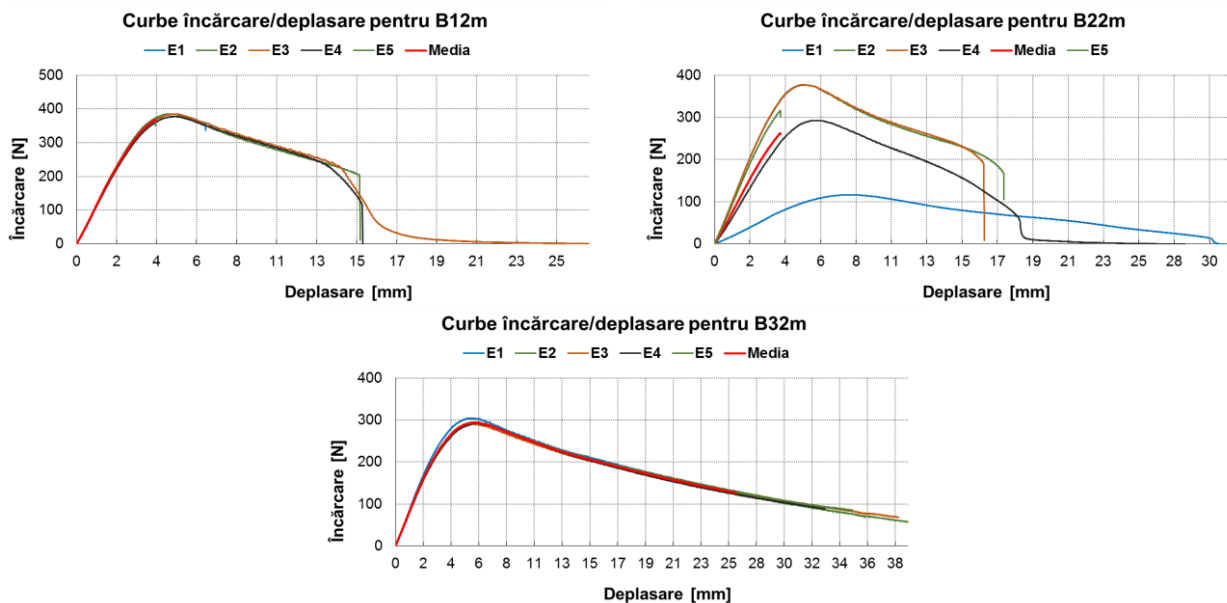 Curbe încărcare/deplasare pentru B12m
E1 E2 E3 E4 E5 Media
500
400
300
200
100
0
Încărcare [N]
0 2 4 6 8 10 12 14 15 17 19 21 23 25
Deplasare [mm]
Curbe încărcare/deplasare pentru B22m
E1 E2 E3 E4 Media E5
400
300
200
100
0
Încărcare [N]
0 2 4 6 8 11 13 15 17 19 21 23 26 28 30
Deplasare [mm]
Curbe încărcare/deplasare pentru B32m
E1 E2 E3 E4 E5 Media
400
300
200
100
0
Încărcare [N]
0 2 4 6 8 11 13 15 17 19 21 23 25 28 30 32 34 36 38
Deplasare [mm]